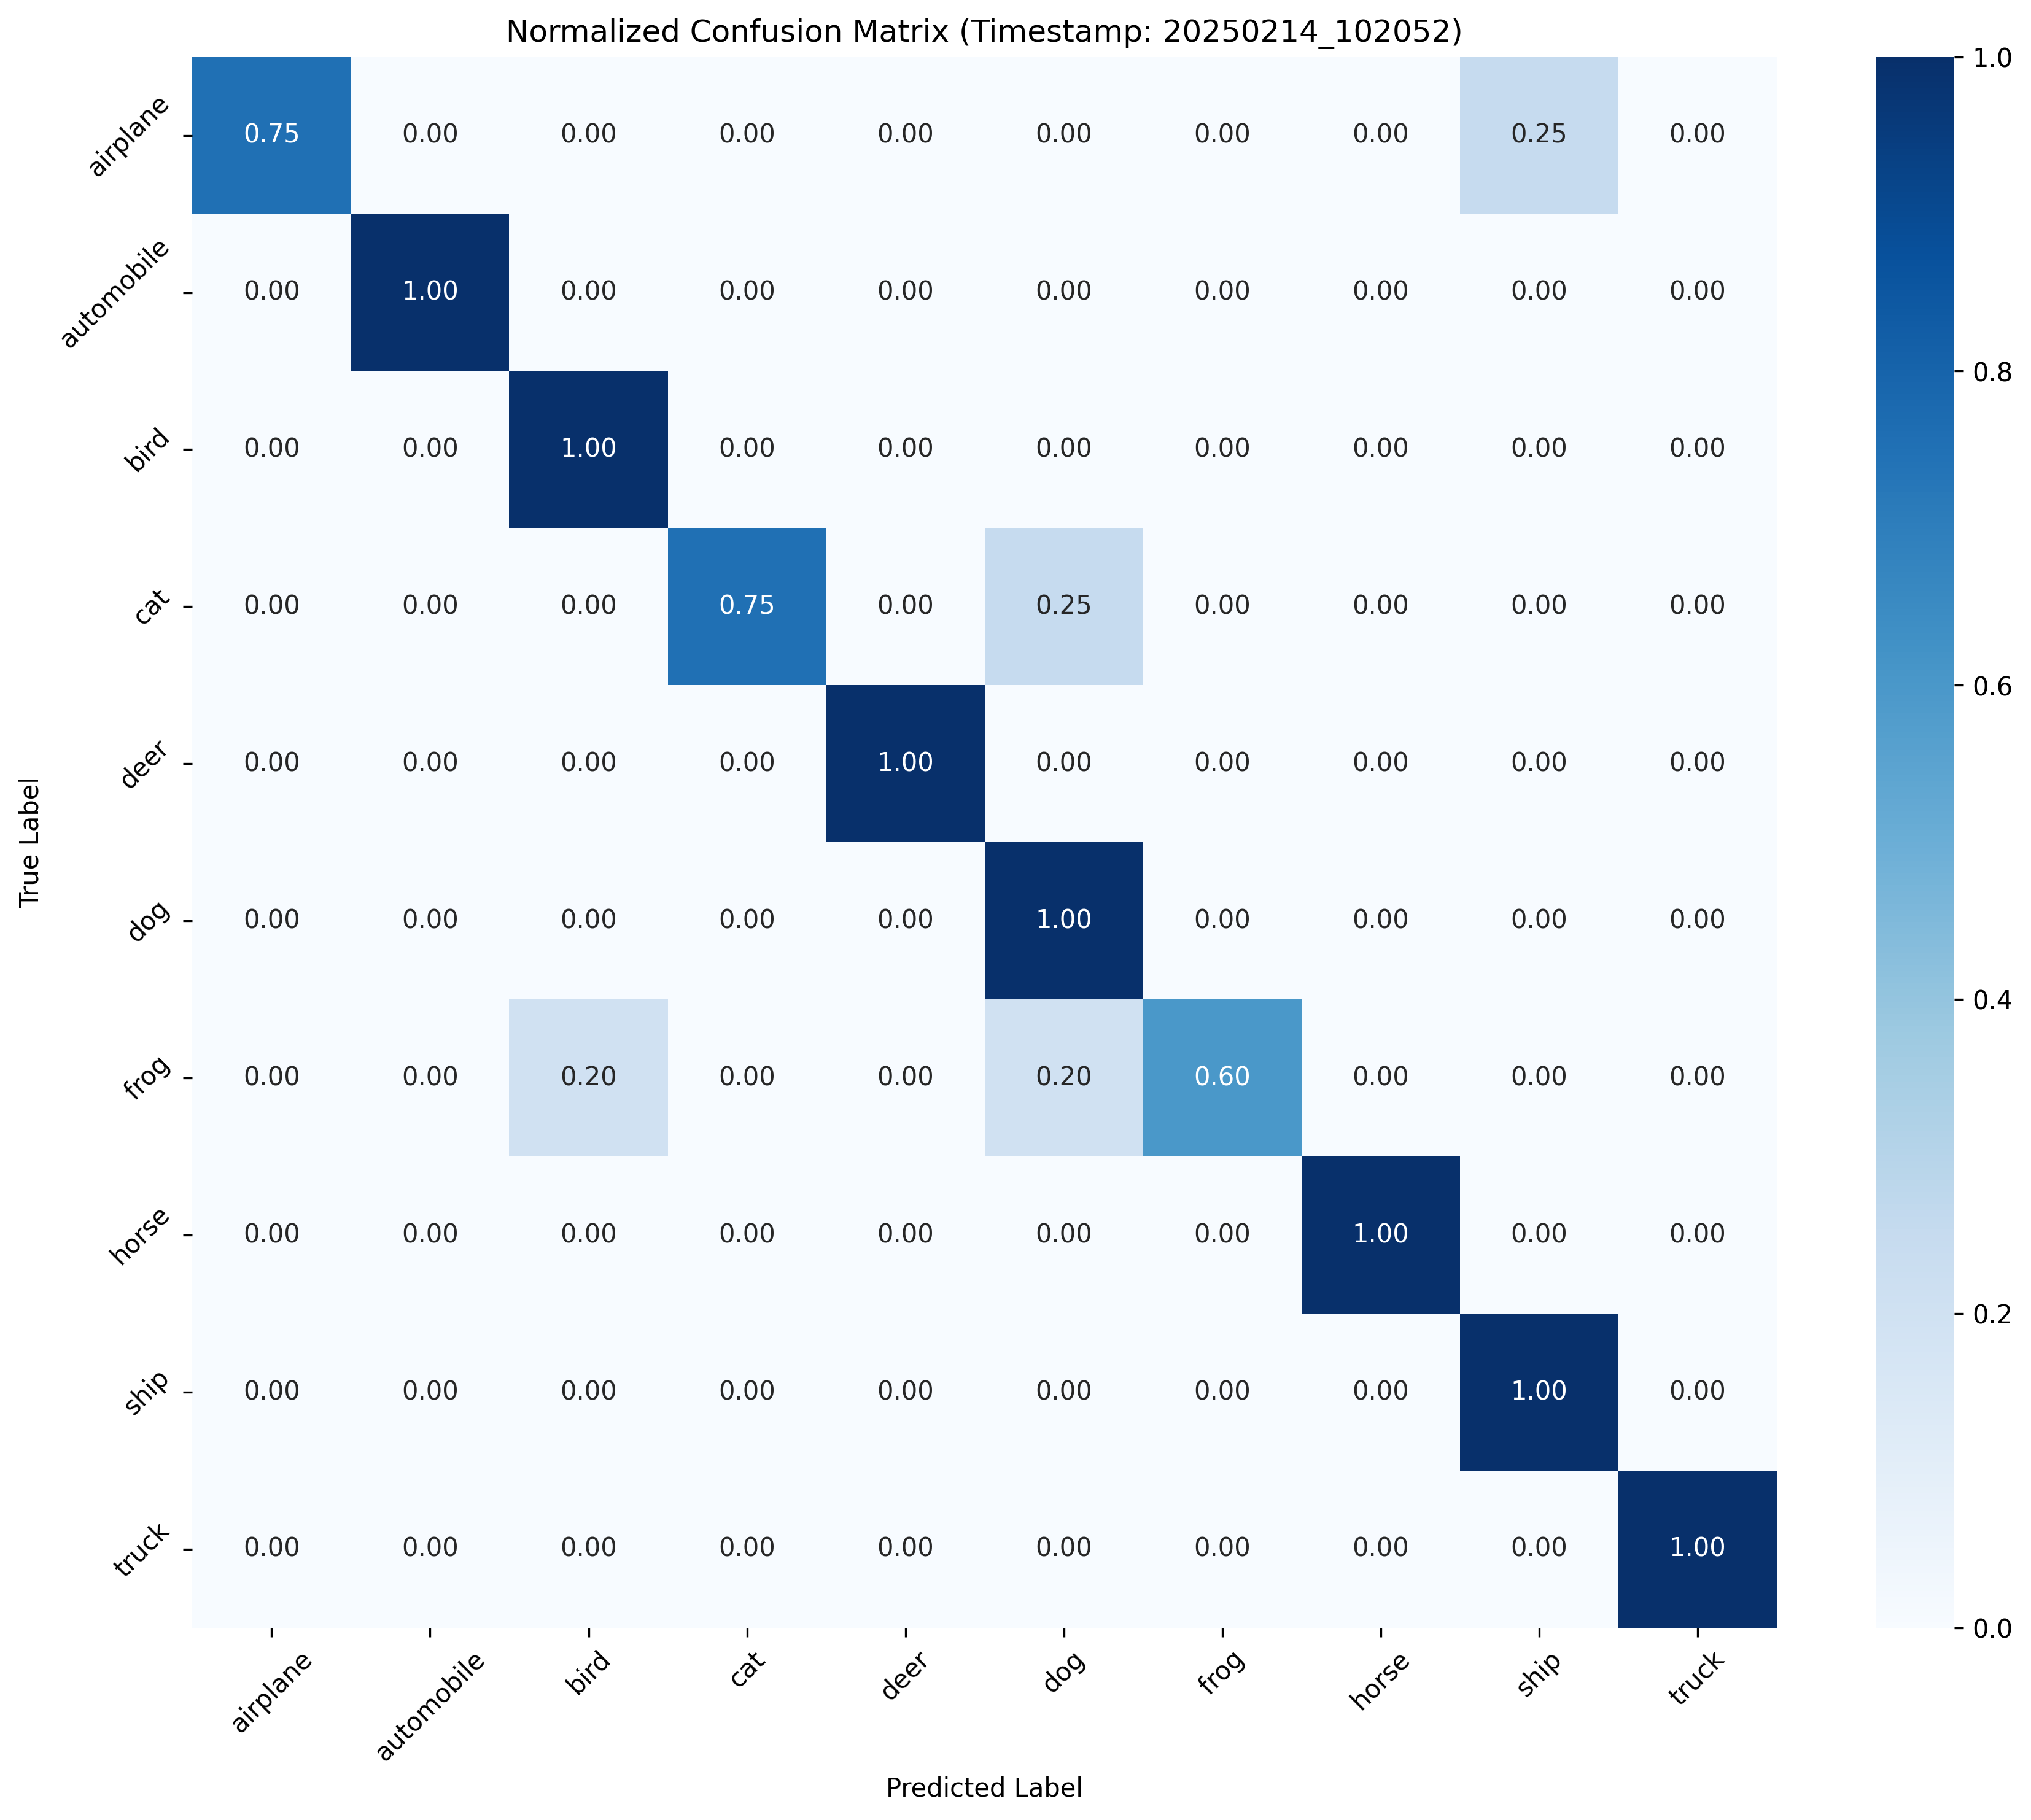 Normalized Confusion Matrix (Timestamp: 20250214_102052)
airplane 0.75 0.00 0.00 0.00 0.00 0.00 0.00 0.00 0.25 0.00
automobile 0.00 1.00 0.00 0.00 0.00 0.00 0.00 0.00 0.00 0.00
bird 0.00 0.00 1.00 0.00 0.00 0.00 0.00 0.00 0.00 0.00
cat 0.00 0.00 0.00 0.75 0.00 0.25 0.00 0.00 0.00 0.00
deer 0.00 0.00 0.00 0.00 1.00 0.00 0.00 0.00 0.00 0.00
dog 0.00 0.00 0.00 0.00 0.00 1.00 0.00 0.00 0.00 0.00
frog 0.00 0.00 0.20 0.00 0.00 0.20 0.60 0.00 0.00 0.00
horse 0.00 0.00 0.00 0.00 0.00 0.00 0.00 1.00 0.00 0.00
ship 0.00 0.00 0.00 0.00 0.00 0.00 0.00 0.00 1.00 0.00
truck 0.00 0.00 0.00 0.00 0.00 0.00 0.00 0.00 0.00 1.00
airplane automobile bird cat deer dog frog horse ship truck
Predicted Label
True Label
1.0
0.8
0.6
0.4
0.2
0.0